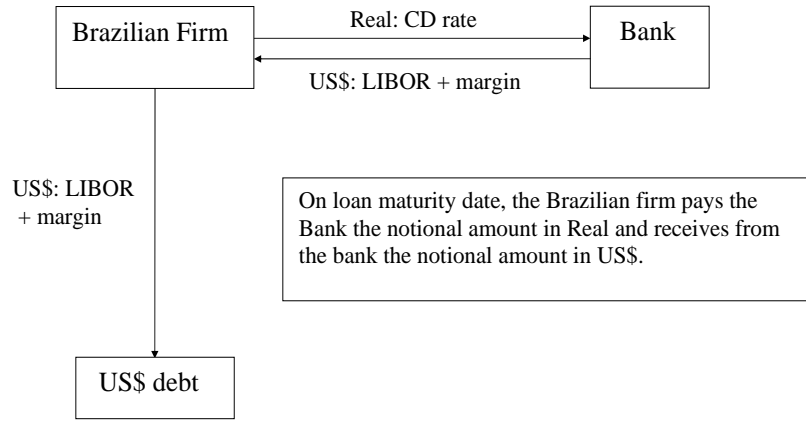 Brazilian Firm
Real: CD rate
Bank
US$: LIBOR + margin
US$: LIBOR
+ margin
On loan maturity date, the Brazilian firm pays the
Bank the notional amount in Real and receives from
the bank the notional amount in US$.
US$ debt